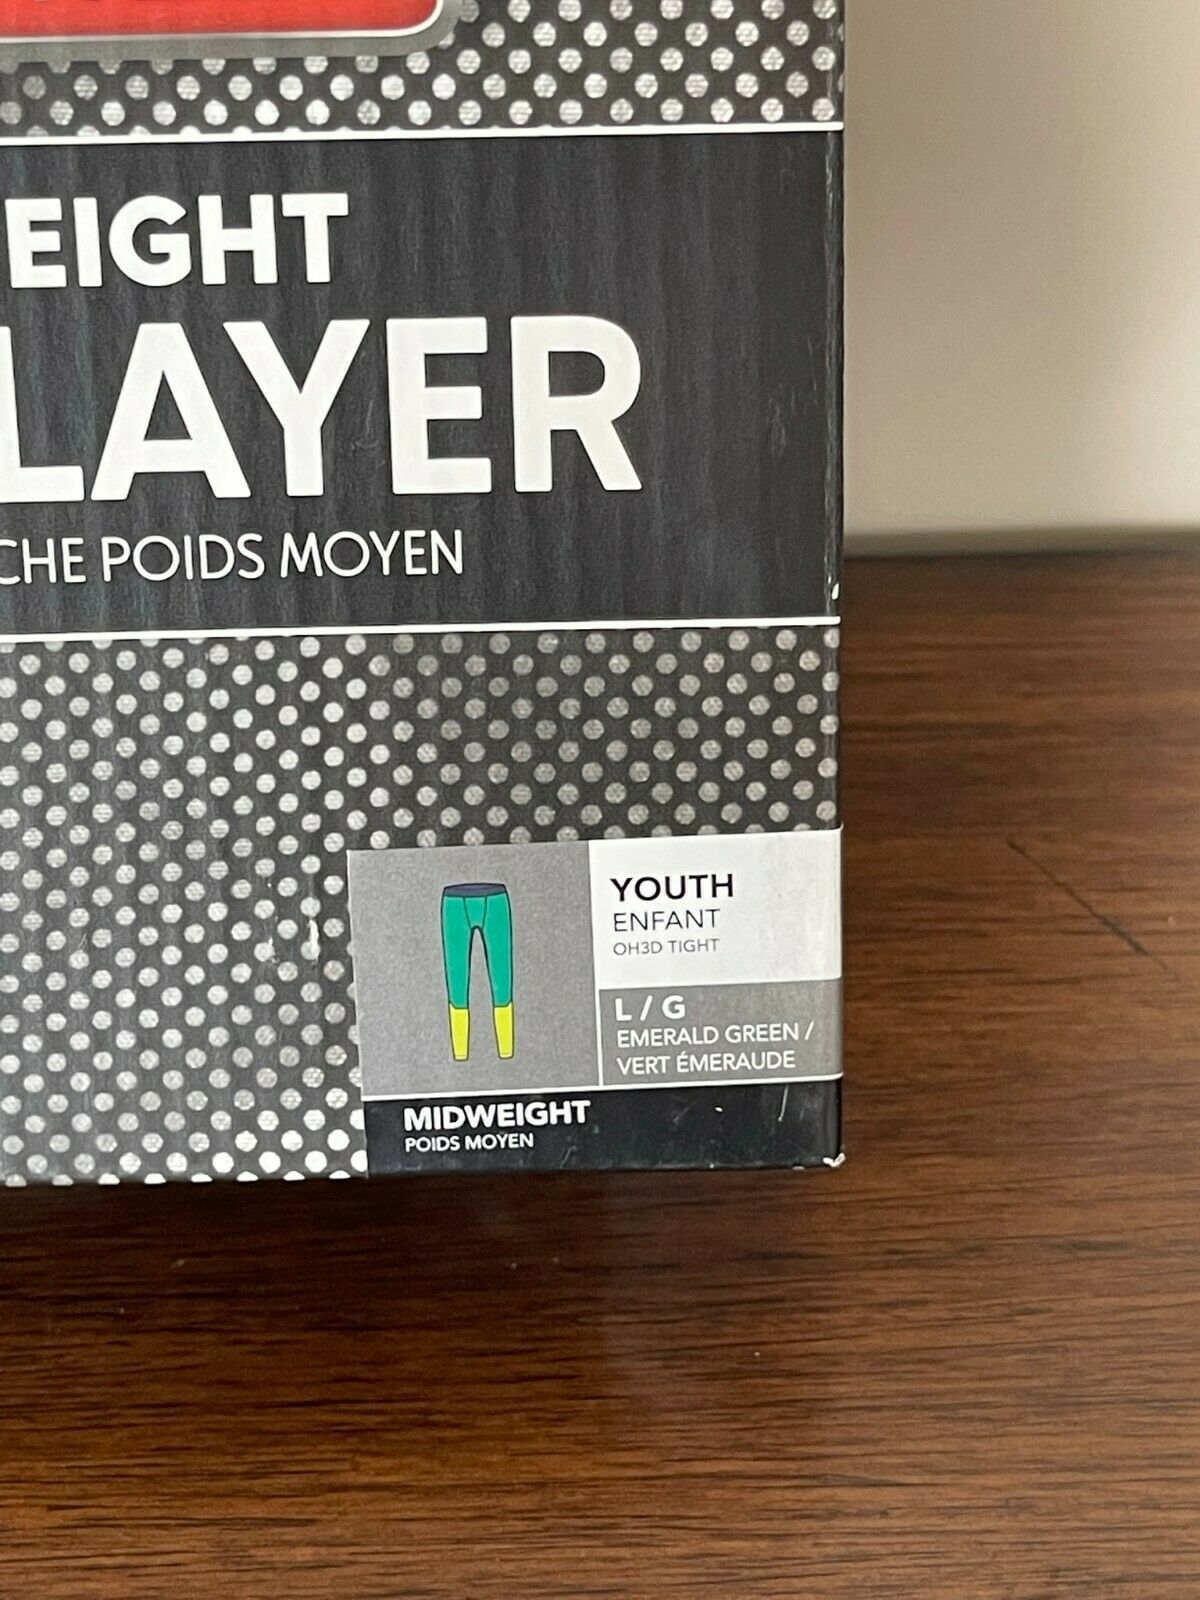 EIGHT
LAYER
CHE POIDS MOYEN
YOUTH
ENFANT
OH3D TIGHT
L / G
EMERALD GREEN /
VERT ÉMERAUDE
MIDWEIGHT
POIDS MOYEN